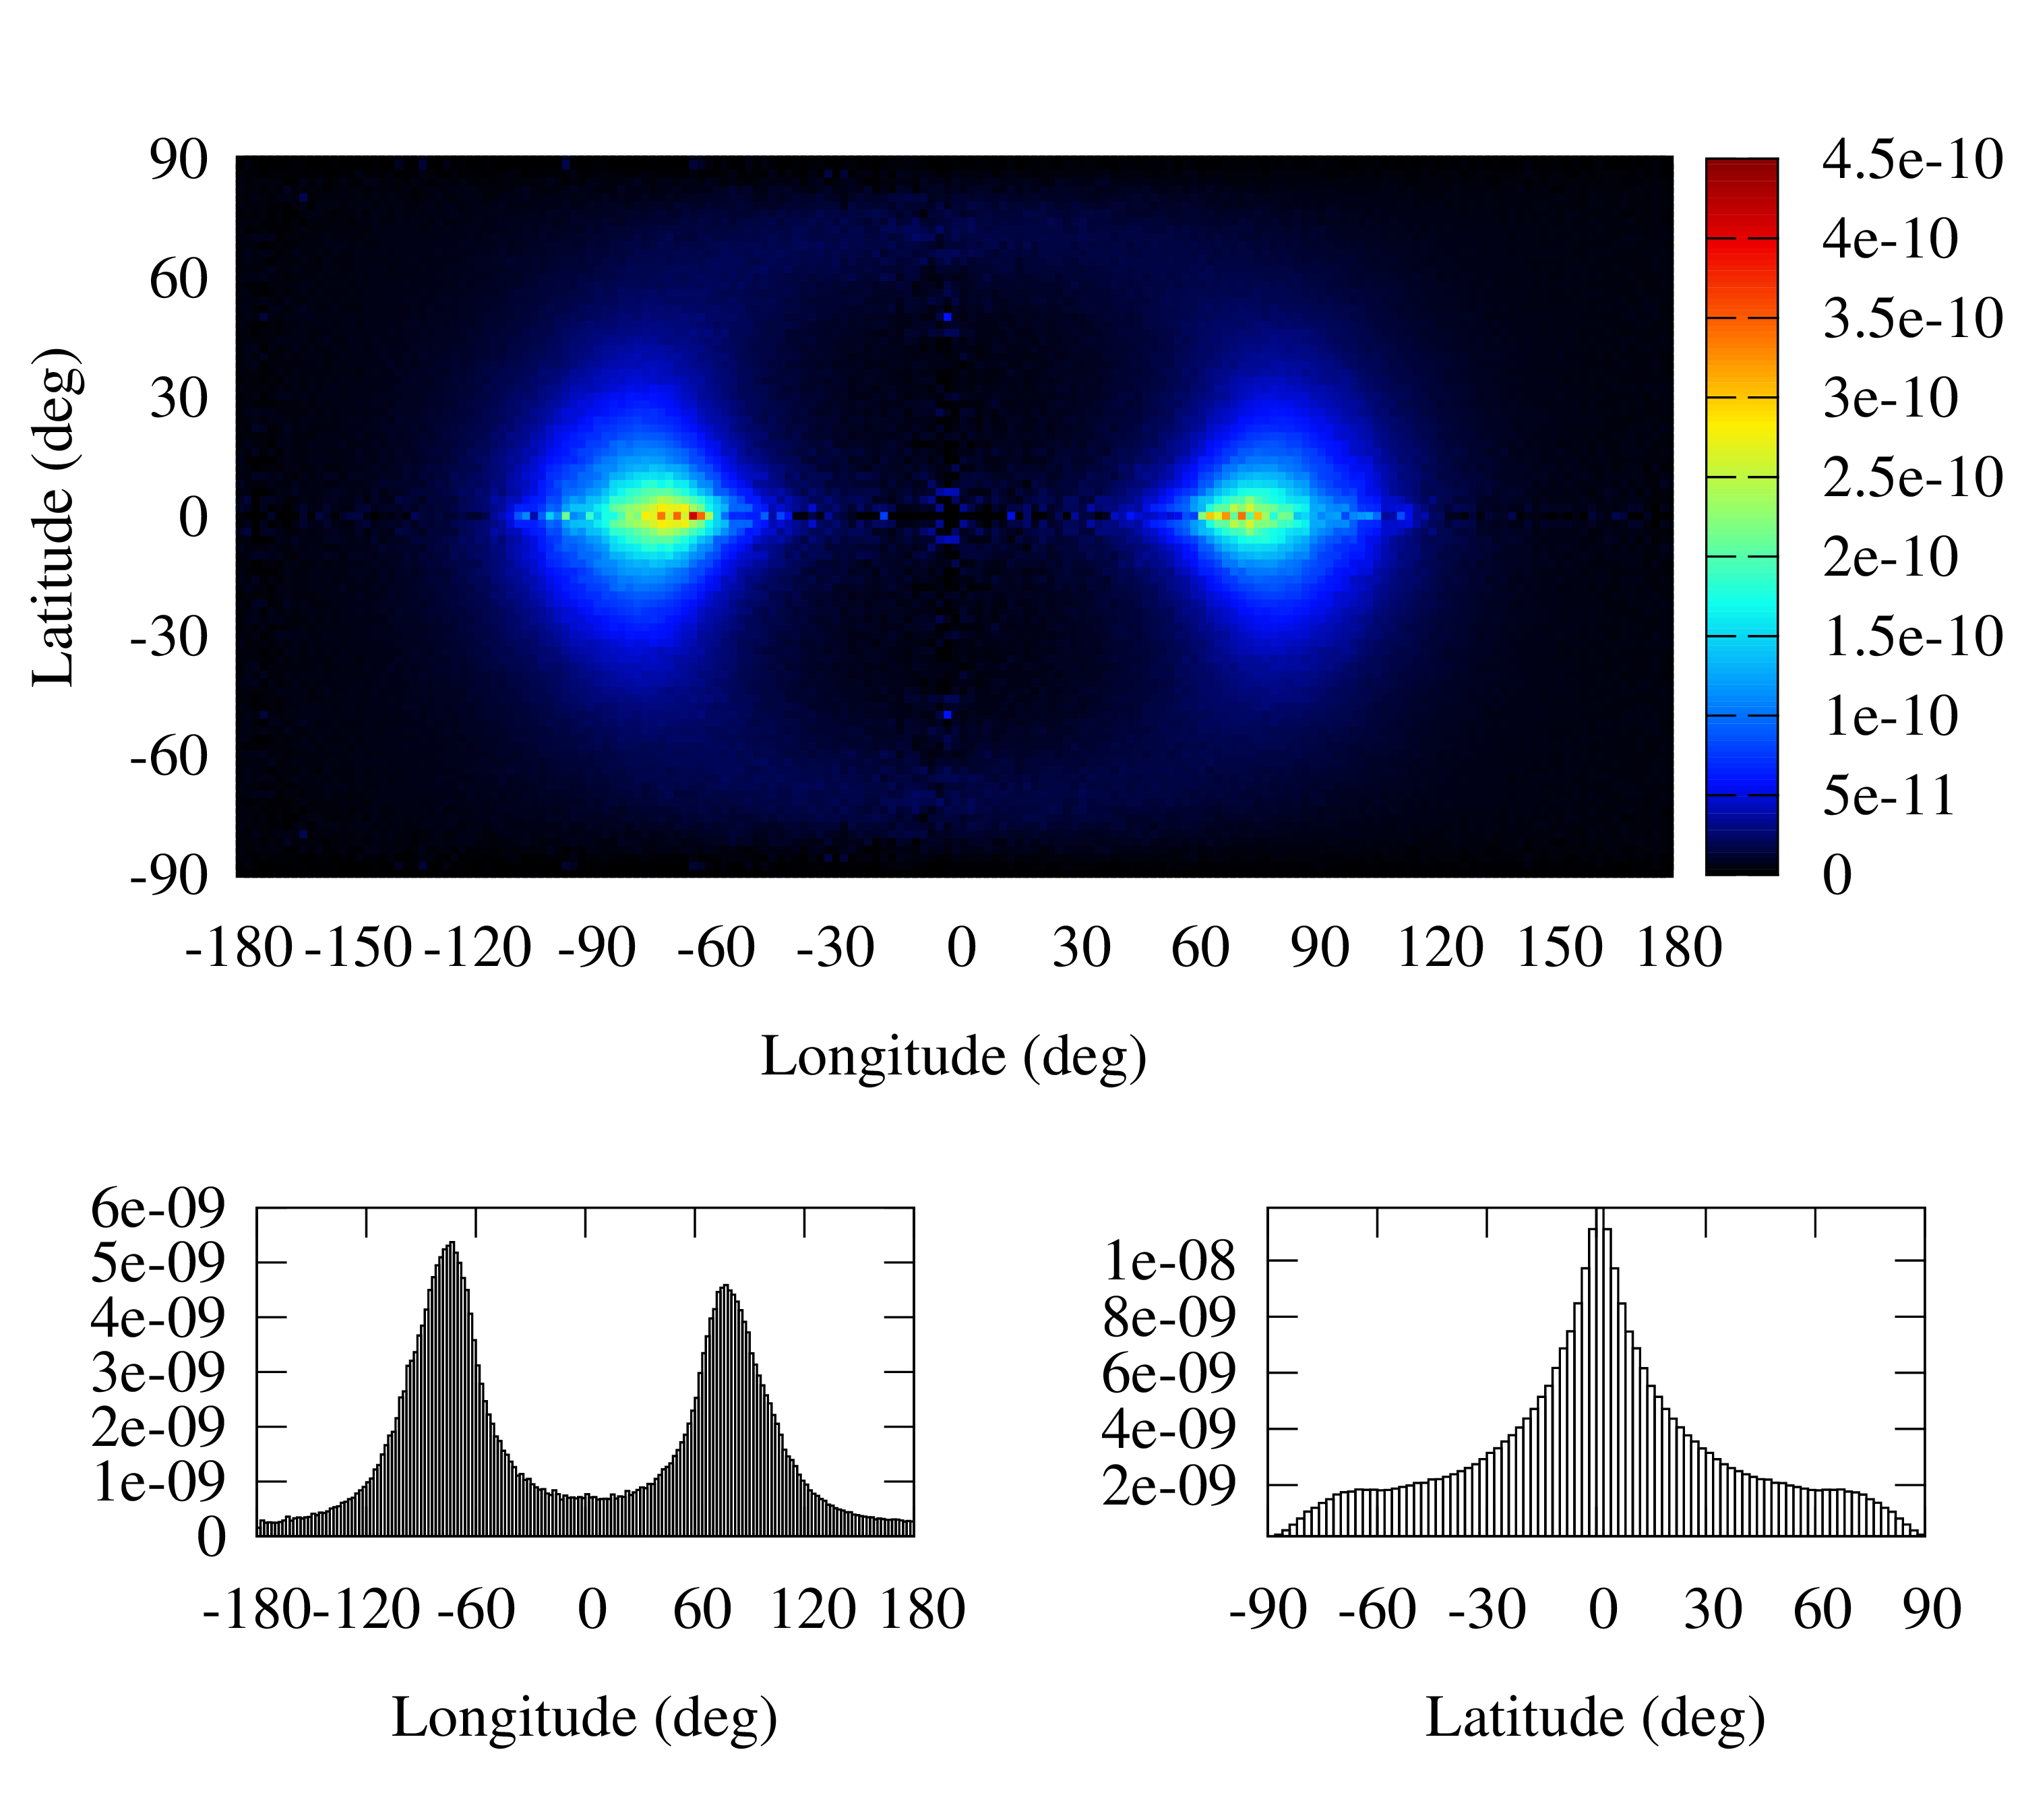 90
60
30
0
-30
-60
-90
Latitude (deg)
-180 -150 -120 -90 -60 -30 0 30 60 90 120 150 180
Longitude (deg)
4.5e-10
4e-10
3.5e-10
3e-10
2.5e-10
2e-10
1.5e-10
1e-10
5e-11
0
6e-09
5e-09
4e-09
3e-09
2e-09
1e-09
0
-180 -120 -60 0 60 120 180
Longitude (deg)
1e-08
8e-09
6e-09
4e-09
2e-09
-90 -60 -30 0 30 60 90
Latitude (deg)